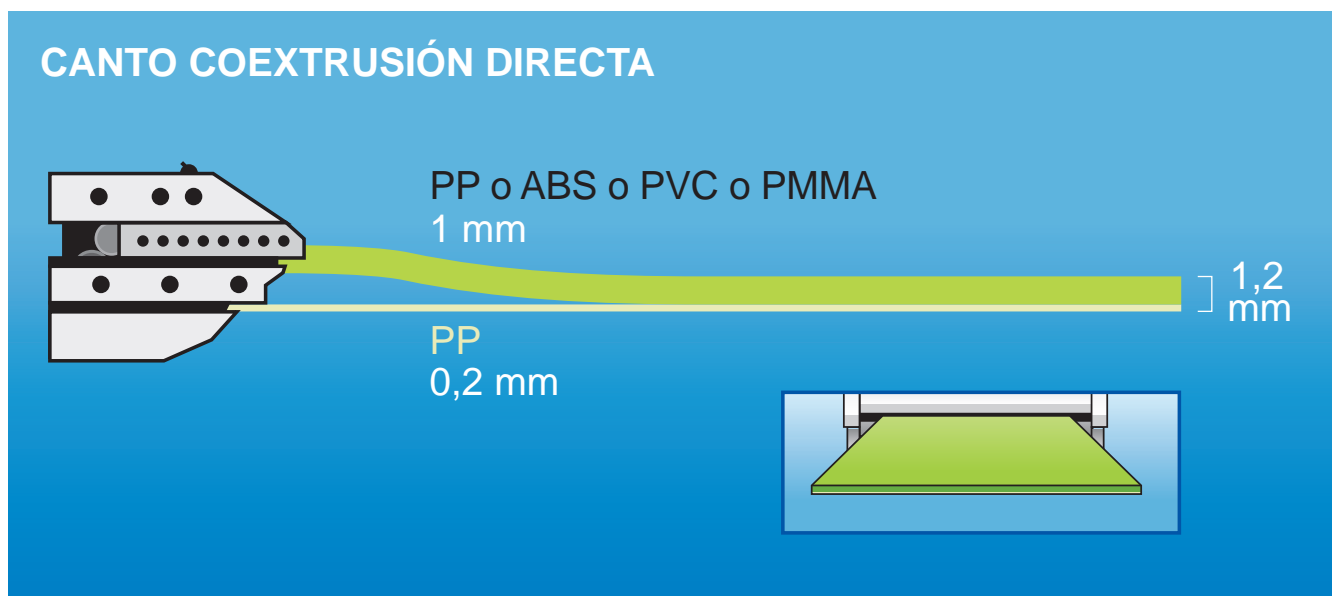 CANTO COEXTRUSIÓN DIRECTA
PP o ABS o PVC o PMMA
1 mm
1,2
mm
PP
0,2 mm